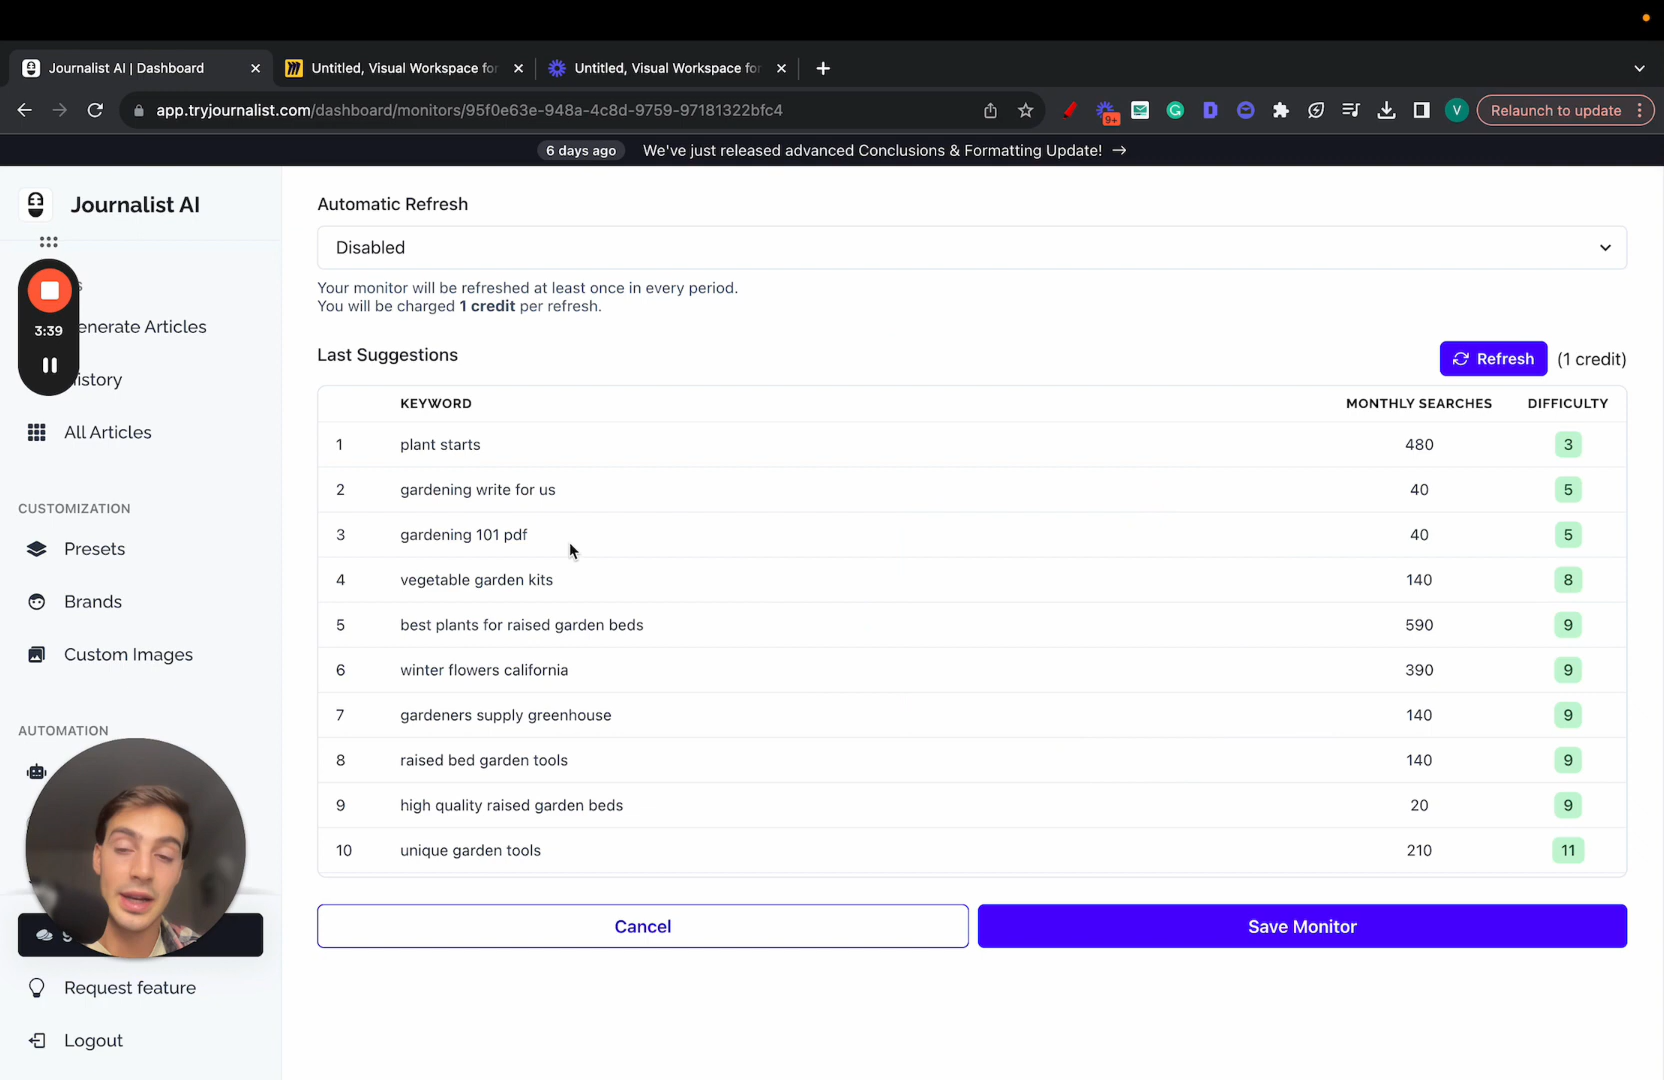 Journalist AI | Dashboard
Untitled, Visual Workspace for
Untitled, Visual Workspace for
app.tryjournalist.com/dashboard/monitors/95f0e63e-948a-4c8d-9759-97181322bfc4
9+
V
Relaunch to update
6 days ago We've just released advanced Conclusions & Formatting Update! →
Journalist AI
3:39
enerate Articles
istory
All Articles
CUSTOMIZATION
Presets
Brands
Custom Images
AUTOMATION
Request feature
Logout
Automatic Refresh
Disabled
Your monitor will be refreshed at least once in every period.
You will be charged 1 credit per refresh.
Last Suggestions
Refresh (1 credit)
KEYWORD MONTHLY SEARCHES DIFFICULTY
1 plant starts 480 3
2 gardening write for us 40 5
3 gardening 101 pdf 40 5
4 vegetable garden kits 140 8
5 best plants for raised garden beds 590 9
6 winter flowers california 390 9
7 gardeners supply greenhouse 140 9
8 raised bed garden tools 140 9
9 high quality raised garden beds 20 9
10 unique garden tools 210 11
Cancel
Save Monitor